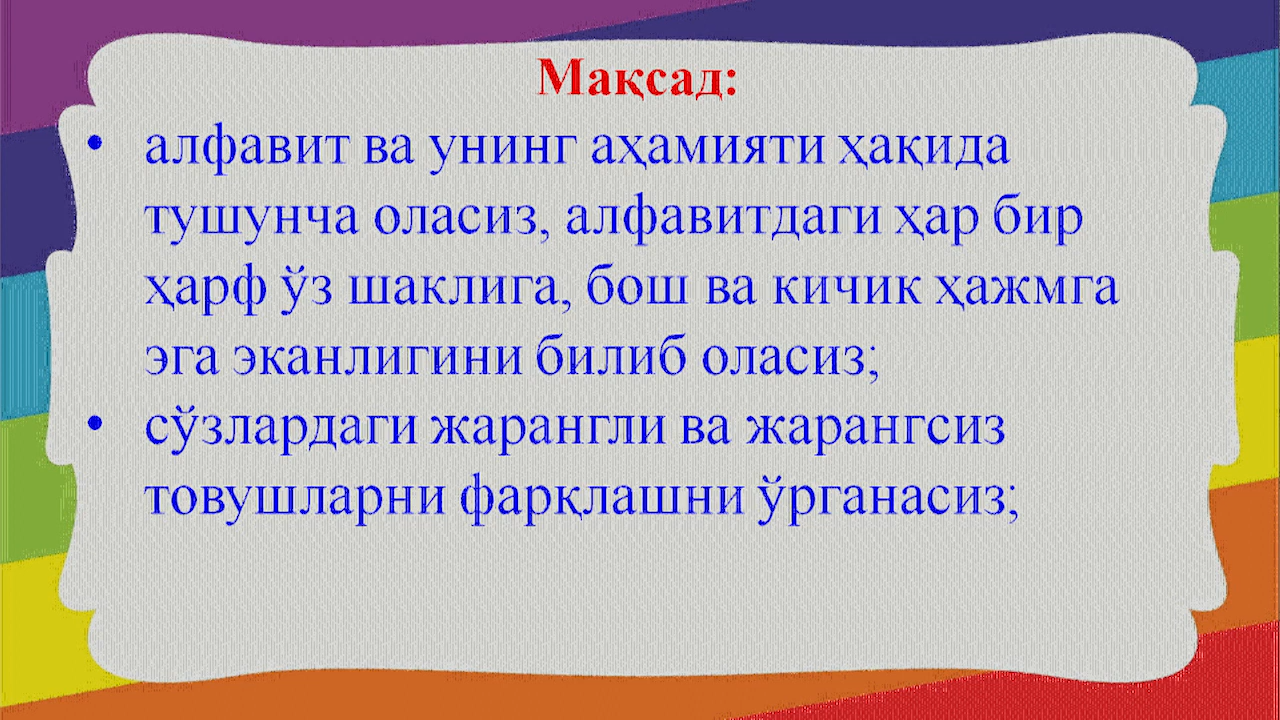 Мақсад:
• алфавит ва унинг аҳамияти ҳақида
тушунча оласиз, алфавитдаги ҳар бир
ҳарф ўз шаклига, бош ва кичик ҳажмга
эга эканлигини билиб оласиз;
• сўзлардаги жарангли ва жарангсиз
товушларни фарқлашни ўрганасиз;